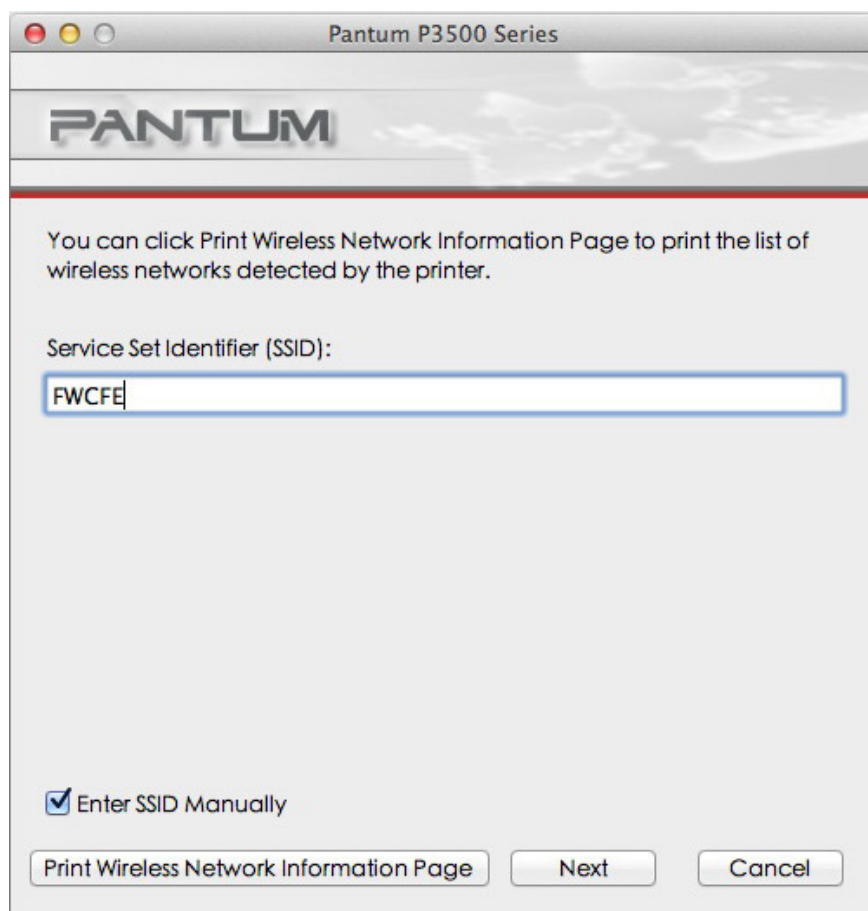 Pantum P3500 Series
PANTUM
You can click Print Wireless Network Information Page to print the list of
wireless networks detected by the printer.
Service Set Identifier (SSID):
FWCFE
Enter SSID Manually
Print Wireless Network Information Page Next Cancel